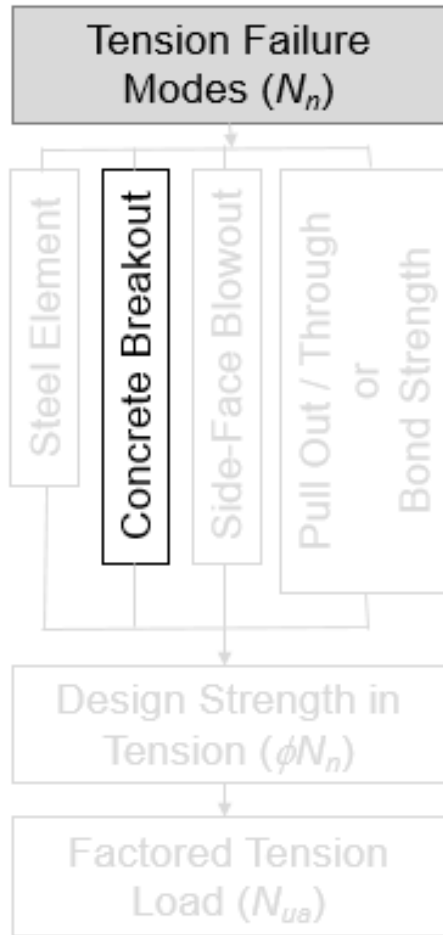 Tension Failure
Modes (Nn)
Steel Element
Concrete Breakout
Side-Face Blowout
Pull Out / Through
or
Bond Strength
Design Strength in
Tension (ϕNn)
Factored Tension
Load (Nua)